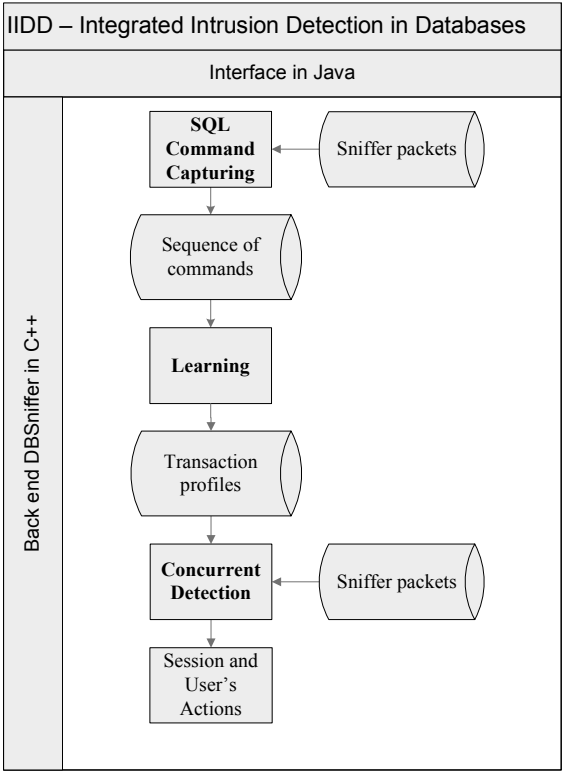 IIDD – Integrated Intrusion Detection in Databases
Interface in Java
Back end DBSniffer in C++
SQL
Command
Capturing
Sniffer packets
Sequence of
commands
Learning
Transaction
profiles
Concurrent
Detection
Sniffer packets
Session and
User’s
Actions